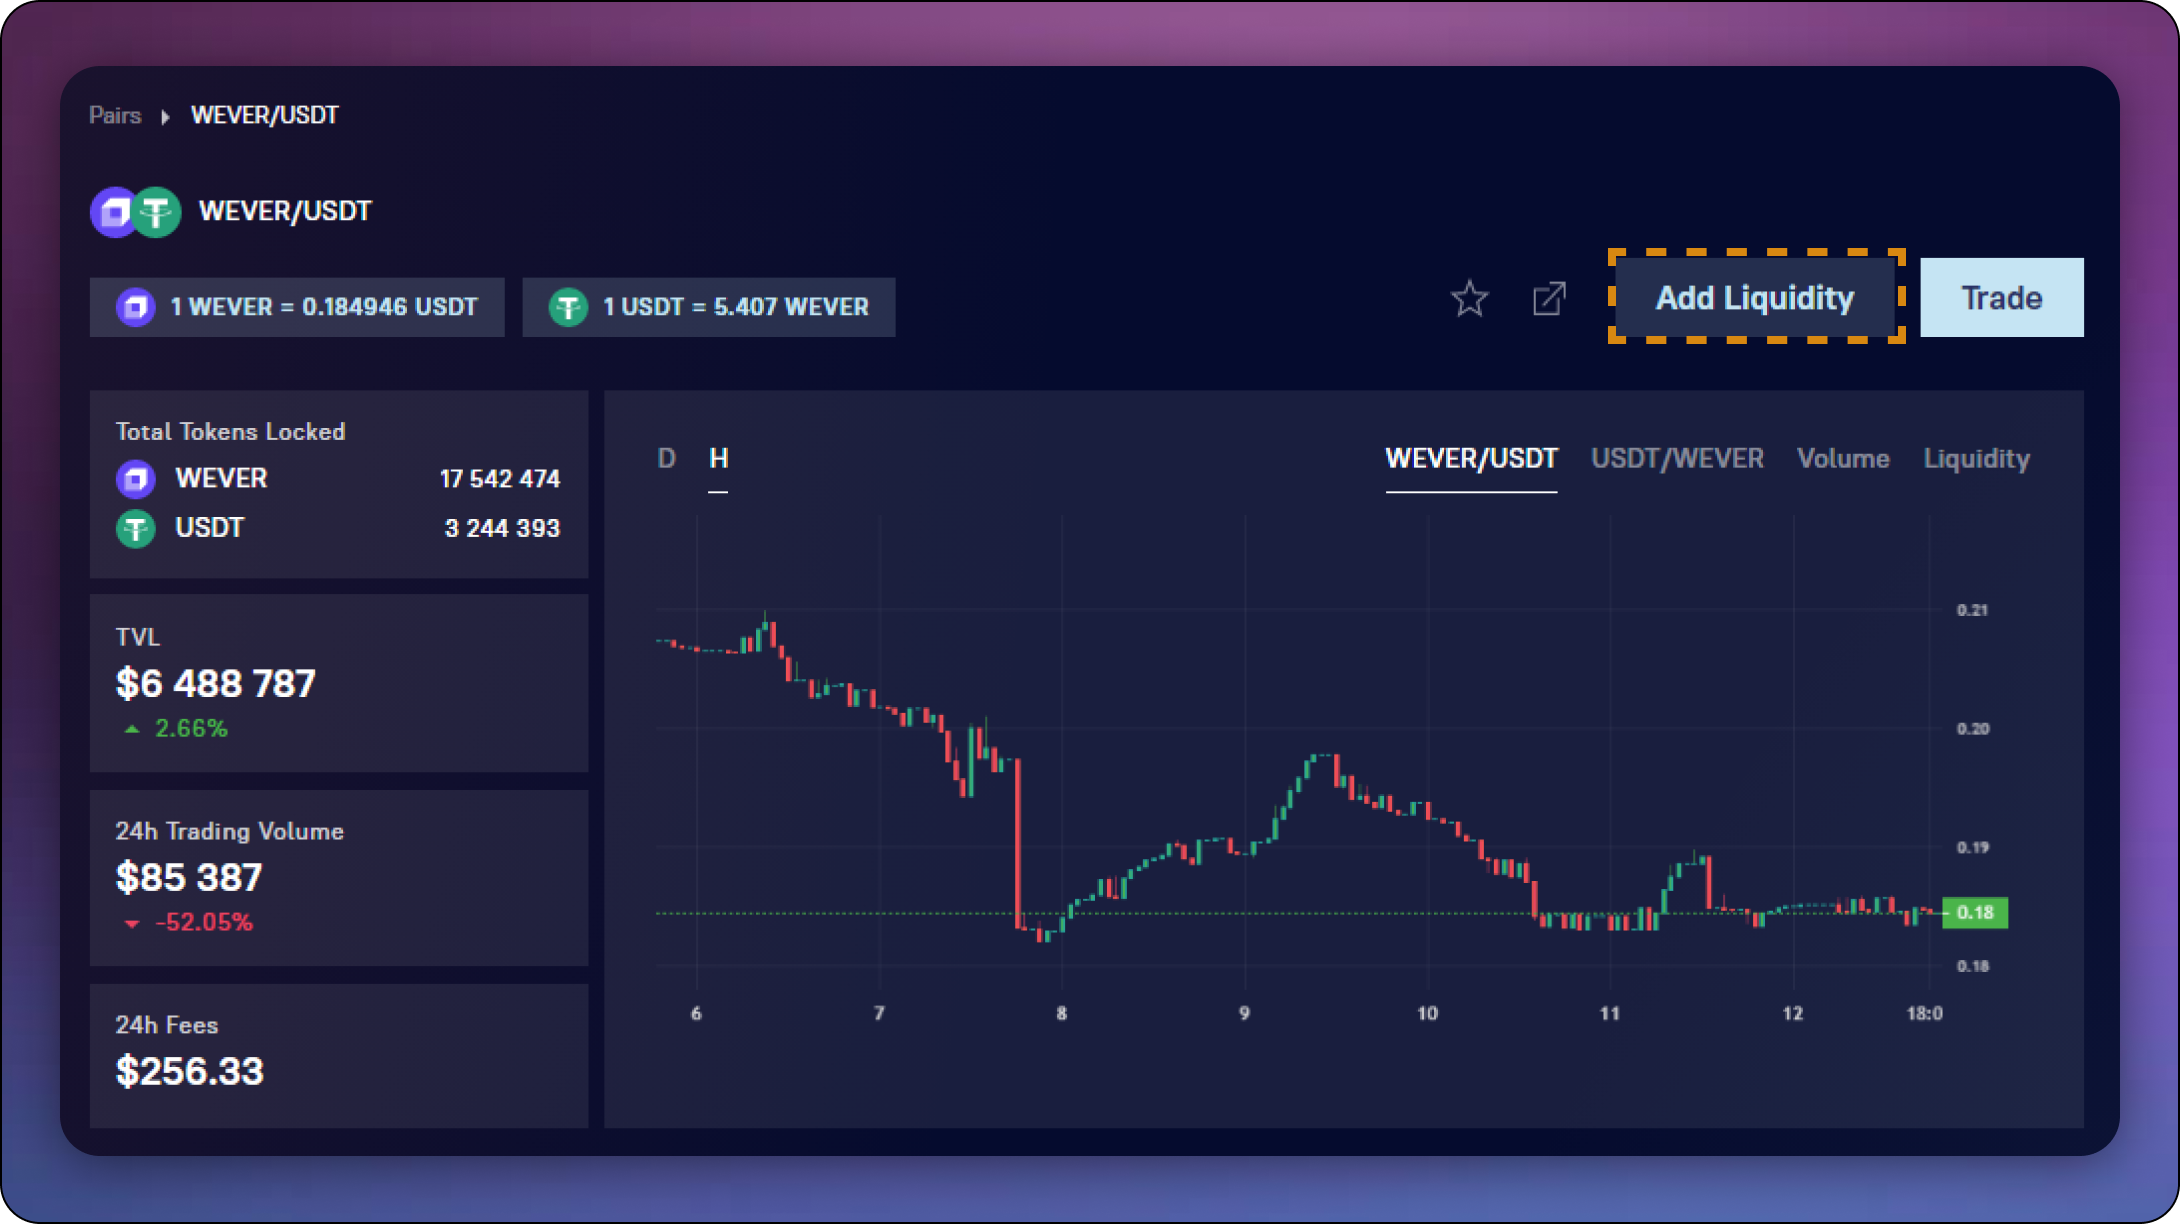 Pairs ▸ WEVER/USDT
WEVER/USDT
1 WEVER = 0.184946 USDT
1 USDT = 5.407 WEVER
Add Liquidity
Trade
Total Tokens Locked
WEVER 17 542 474
USDT 3 244 393
TVL
$6 488 787
2.66%
24h Trading Volume
$85 387
-52.05%
24h Fees
$256.33
D H
WEVER/USDT USDT/WEVER Volume Liquidity
0.21
0.20
0.19
0.18
0.18
6 7 8 9 10 11 12 18:0